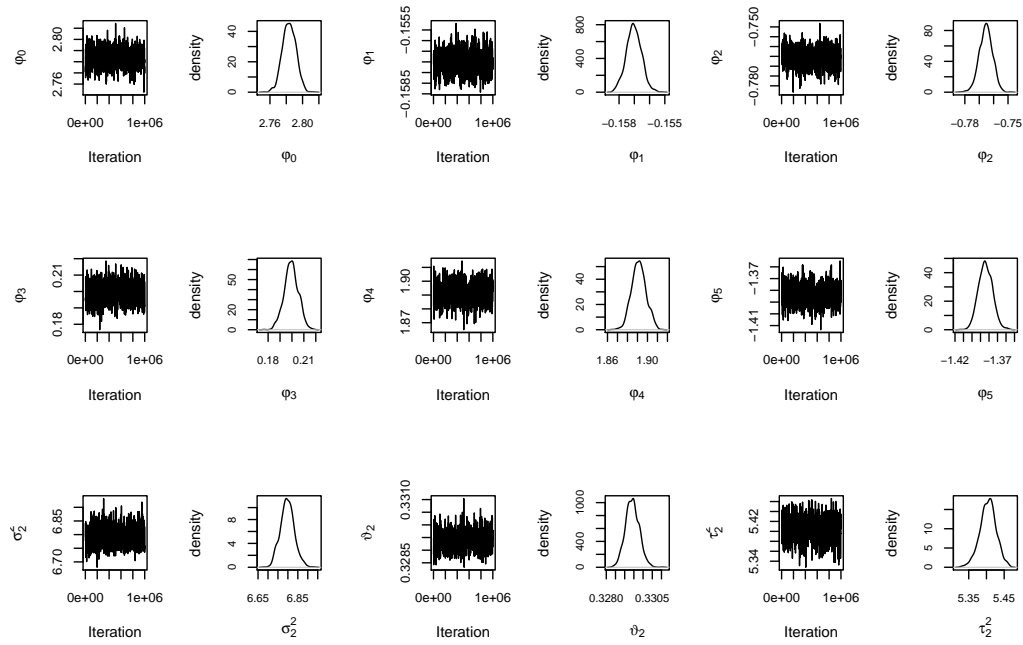 φ0
2.76 2.80
0e+00 1e+06
Iteration
density
0 20 40
2.76 2.80
φ0
φ1
−0.1585 −0.1555
0e+00 1e+06
Iteration
density
0 400 800
−0.158 −0.155
φ1
φ2
−0.780 −0.750
0e+00 1e+06
Iteration
density
0 40 80
−0.78 −0.75
φ2
φ3
0.18 0.21
0e+00 1e+06
Iteration
density
0 20 50
0.18 0.21
φ3
φ4
1.87 1.90
0e+00 1e+06
Iteration
density
0 20 40
1.86 1.90
φ4
φ5
−1.41 −1.37
0e+00 1e+06
Iteration
density
0 20 40
−1.42 −1.37
φ5
σ²2
6.70 6.85
0e+00 1e+06
Iteration
density
0 4 8
6.65 6.85
σ²2
ϑ2
0.3285 0.3310
0e+00 1e+06
Iteration
density
0 400 1000
0.3280 0.3305
ϑ2
τ²2
5.34 5.42
0e+00 1e+06
Iteration
density
0 5 15
5.35 5.45
τ²2